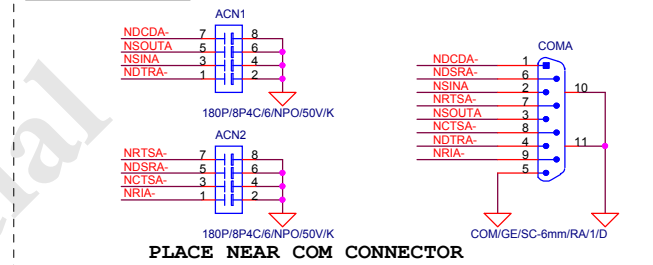 ACN1
NDCDA- 7 8
NSOUTA 5 6
NSINA 3 4
NDTRA- 1 2
180P/8P4C/6/NPO/50V/K
ACN2
NRTSA- 7 8
NDSRA- 5 6
NCTSA- 3 4
NRIA- 1 2
180P/8P4C/6/NPO/50V/K
COMA
NDCDA- 1
NDSRA- 6
NSINA 2 10
NRTSA- 7
NSOUTA 3
NCTSA- 8
NDTRA- 4 11
NRIA- 9
5
COM/GE/SC-6mm/RA/1/D
PLACE NEAR COM CONNECTOR